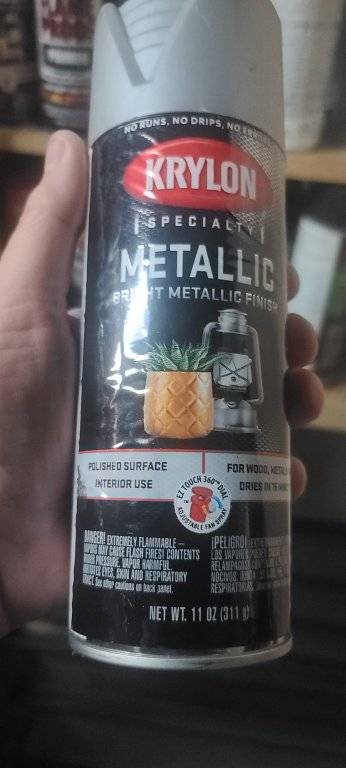 NO RUNS, NO DRIPS, NO
KRYLON
SPECIALTY
METALLIC
BRIGHT METALLIC FINISH
POLISHED SURFACE
INTERIOR USE
FOR WOOD, METAL
DRIES IN
EZ TOUCH 360™ DIAL
ADJUSTABLE FAN SPRAY
DANGER! EXTREMELY FLAMMABLE –
VAPORS MAY CAUSE FLASH FIRES! CONTENTS
UNDER PRESSURE. VAPOR HARMFUL.
IRRITATES EYES, SKIN AND RESPIRATORY
TRACT. See other cautions on back panel.
¡PELIGRO!
LOS VAPORES
NOCIVOS.
NET WT. 11 OZ (311 g)